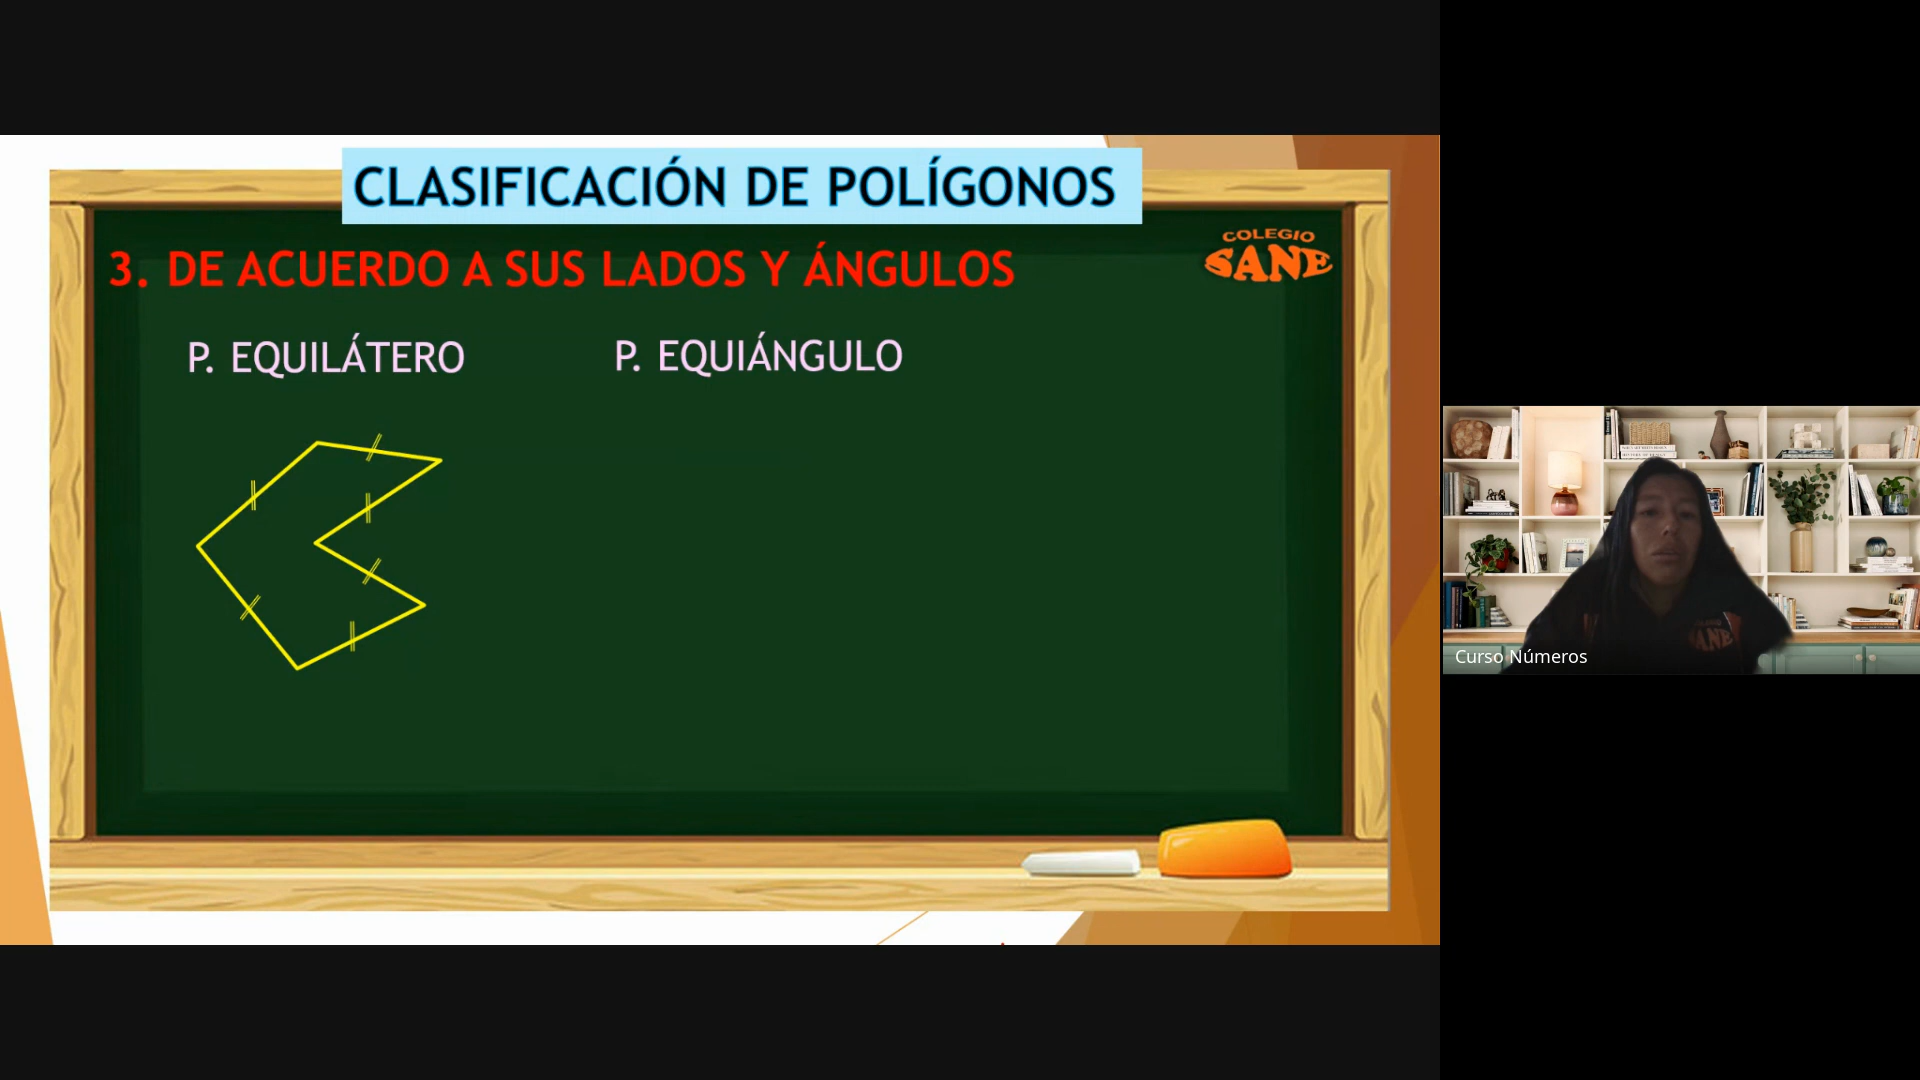 CLASIFICACIÓN DE POLÍGONOS
COLEGIO
SANE
3. DE ACUERDO A SUS LADOS Y ÁNGULOS
P. EQUILÁTERO
P. EQUIÁNGULO
Curso Números